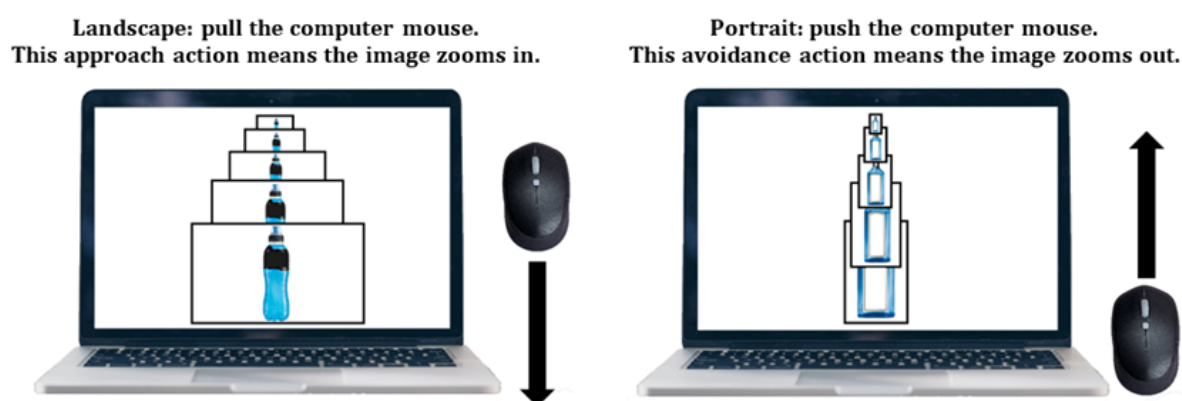 Landscape: pull the computer mouse.
This approach action means the image zooms in.
Portrait: push the computer mouse.
This avoidance action means the image zooms out.